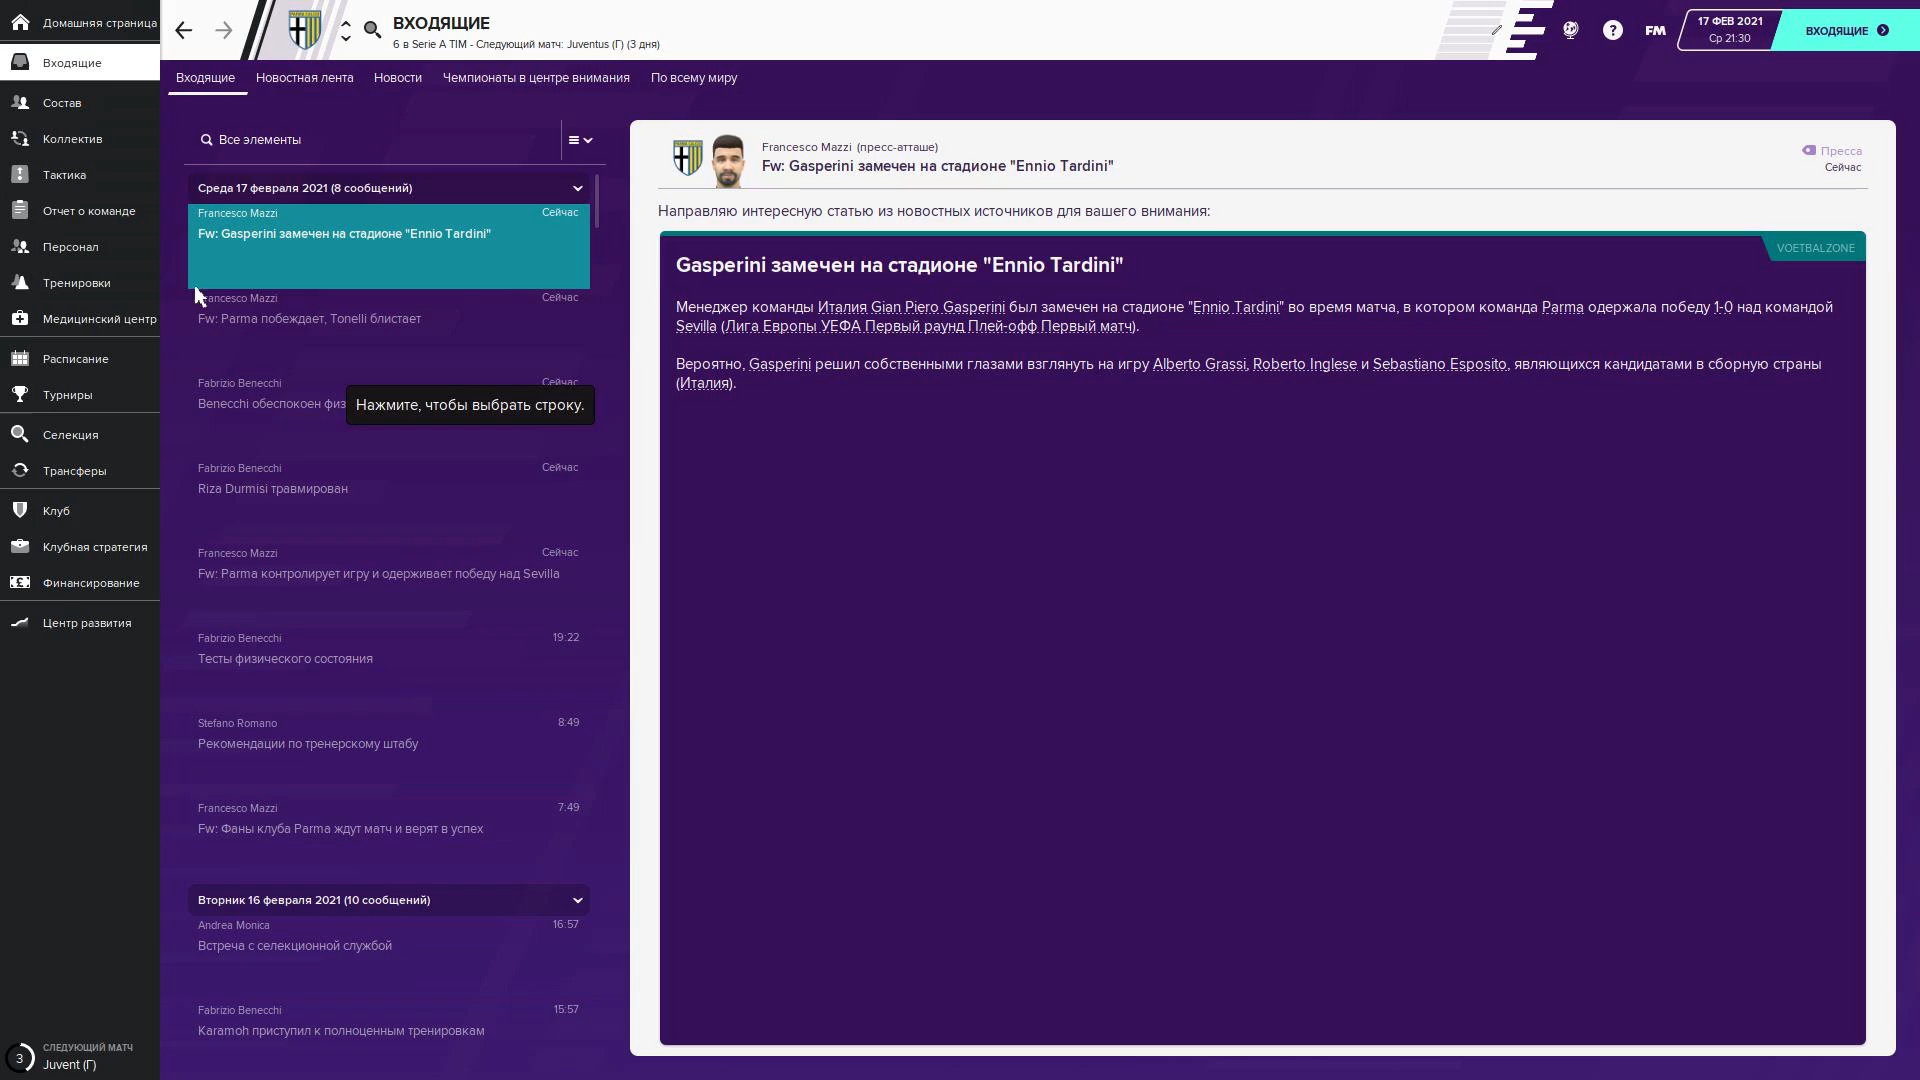 Домашняя страница
Входящие
Состав
Коллектив
Тактика
Отчет о команде
Персонал
Тренировки
Медицинский центр
Расписание
Турниры
Селекция
Трансферы
Клуб
Клубная стратегия
Финансирование
Центр развития
3
СЛЕДУЮЩИЙ МАТЧ
Juvent (Г)
ВХОДЯЩИЕ
6 в Serie A TIM - Следующий матч: Juventus (Г) (3 дня)
FM
17 ФЕВ 2021
Ср 21:30
ВХОДЯЩИЕ
Входящие Новостная лента Новости Чемпионаты в центре внимания По всему миру
Все элементы
Среда 17 февраля 2021 (8 сообщений)
Francesco Mazzi Сейчас
Fw: Gasperini замечен на стадионе "Ennio Tardini"
ancesco Mazzi Сейчас
Fw: Parma побеждает, Tonelli блистает
Fabrizio Benecchi Сейчас
Benecchi обеспокоен физ
Нажмите, чтобы выбрать строку.
Fabrizio Benecchi Сейчас
Riza Durmisi травмирован
Francesco Mazzi Сейчас
Fw: Parma контролирует игру и одерживает победу над Sevilla
Fabrizio Benecchi 19:22
Тесты физического состояния
Stefano Romano 8:49
Рекомендации по тренерскому штабу
Francesco Mazzi 7:49
Fw: Фаны клуба Parma ждут матч и верят в успех
Вторник 16 февраля 2021 (10 сообщений)
Andrea Monica 16:57
Встреча с селекционной службой
Fabrizio Benecchi 15:57
Karamoh приступил к полноценным тренировкам
Francesco Mazzi (пресс-атташе)
Fw: Gasperini замечен на стадионе "Ennio Tardini"
Пресса
Сейчас
Направляю интересную статью из новостных источников для вашего внимания:
VOETBALZONE
Gasperini замечен на стадионе "Ennio Tardini"
Менеджер команды Италия Gian Piero Gasperini был замечен на стадионе "Ennio Tardini" во время матча, в котором команда Parma одержала победу 1-0 над командой
Sevilla (Лига Европы УЕФА Первый раунд Плей-офф Первый матч).
Вероятно, Gasperini решил собственными глазами взглянуть на игру Alberto Grassi, Roberto Inglese и Sebastiano Esposito, являющихся кандидатами в сборную страны
(Италия).